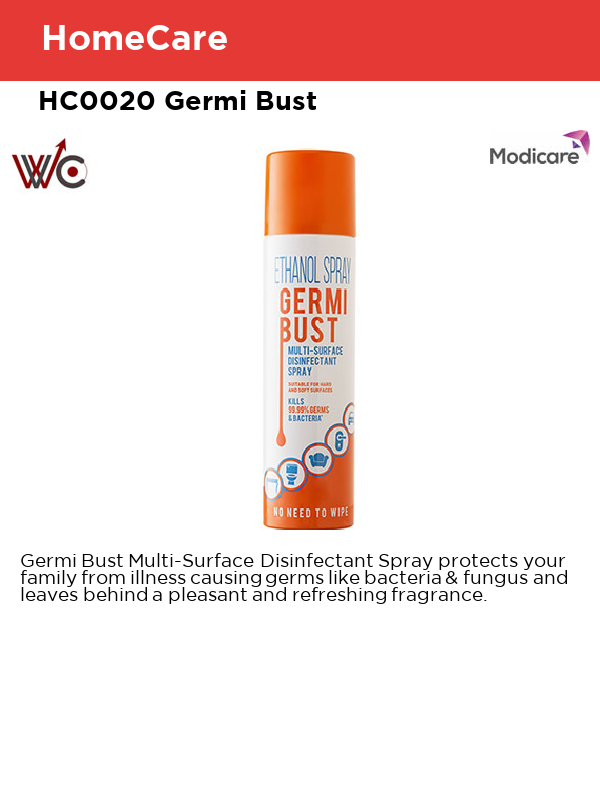 HomeCare
HC0020 Germi Bust
WC
Modicare
ETHANOL SPRAY
GERMI
BUST
MULTI-SURFACE
DISINFECTANT
SPRAY
SUITABLE FOR HARD
AND SOFT SURFACES
KILLS
99.99% GERMS
& BACTERIA*
NO NEED TO WIPE
Germi Bust Multi-Surface Disinfectant Spray protects your
family from illness causing germs like bacteria & fungus and
leaves behind a pleasant and refreshing fragrance.